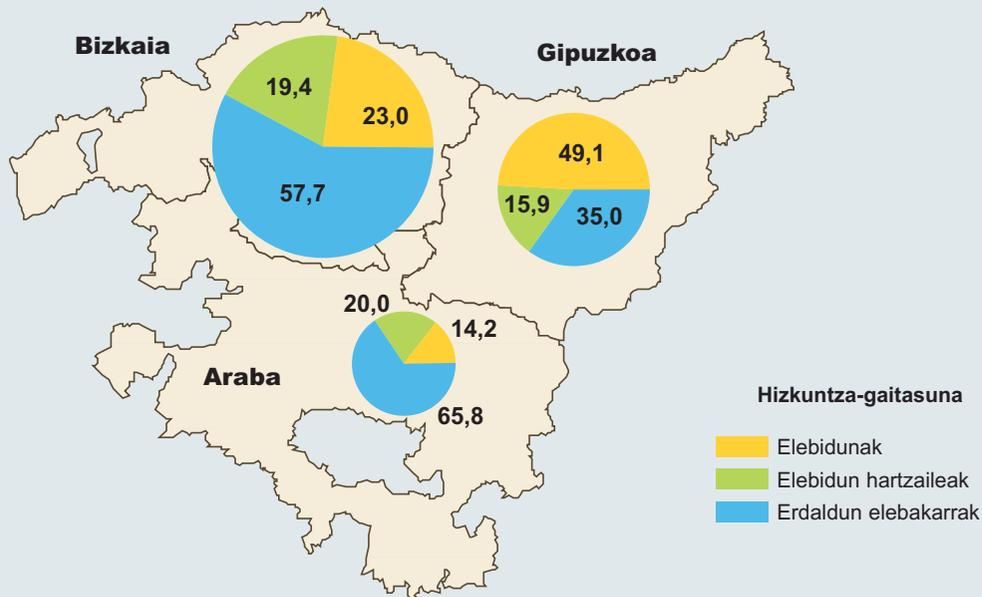 Bizkaia
19,4
23,0
57,7
Gipuzkoa
49,1
15,9
35,0
Araba
20,0
14,2
65,8
Hizkuntza-gaitasuna
Elebidunak
Elebidun hartzaileak
Erdaldun elebakarrak